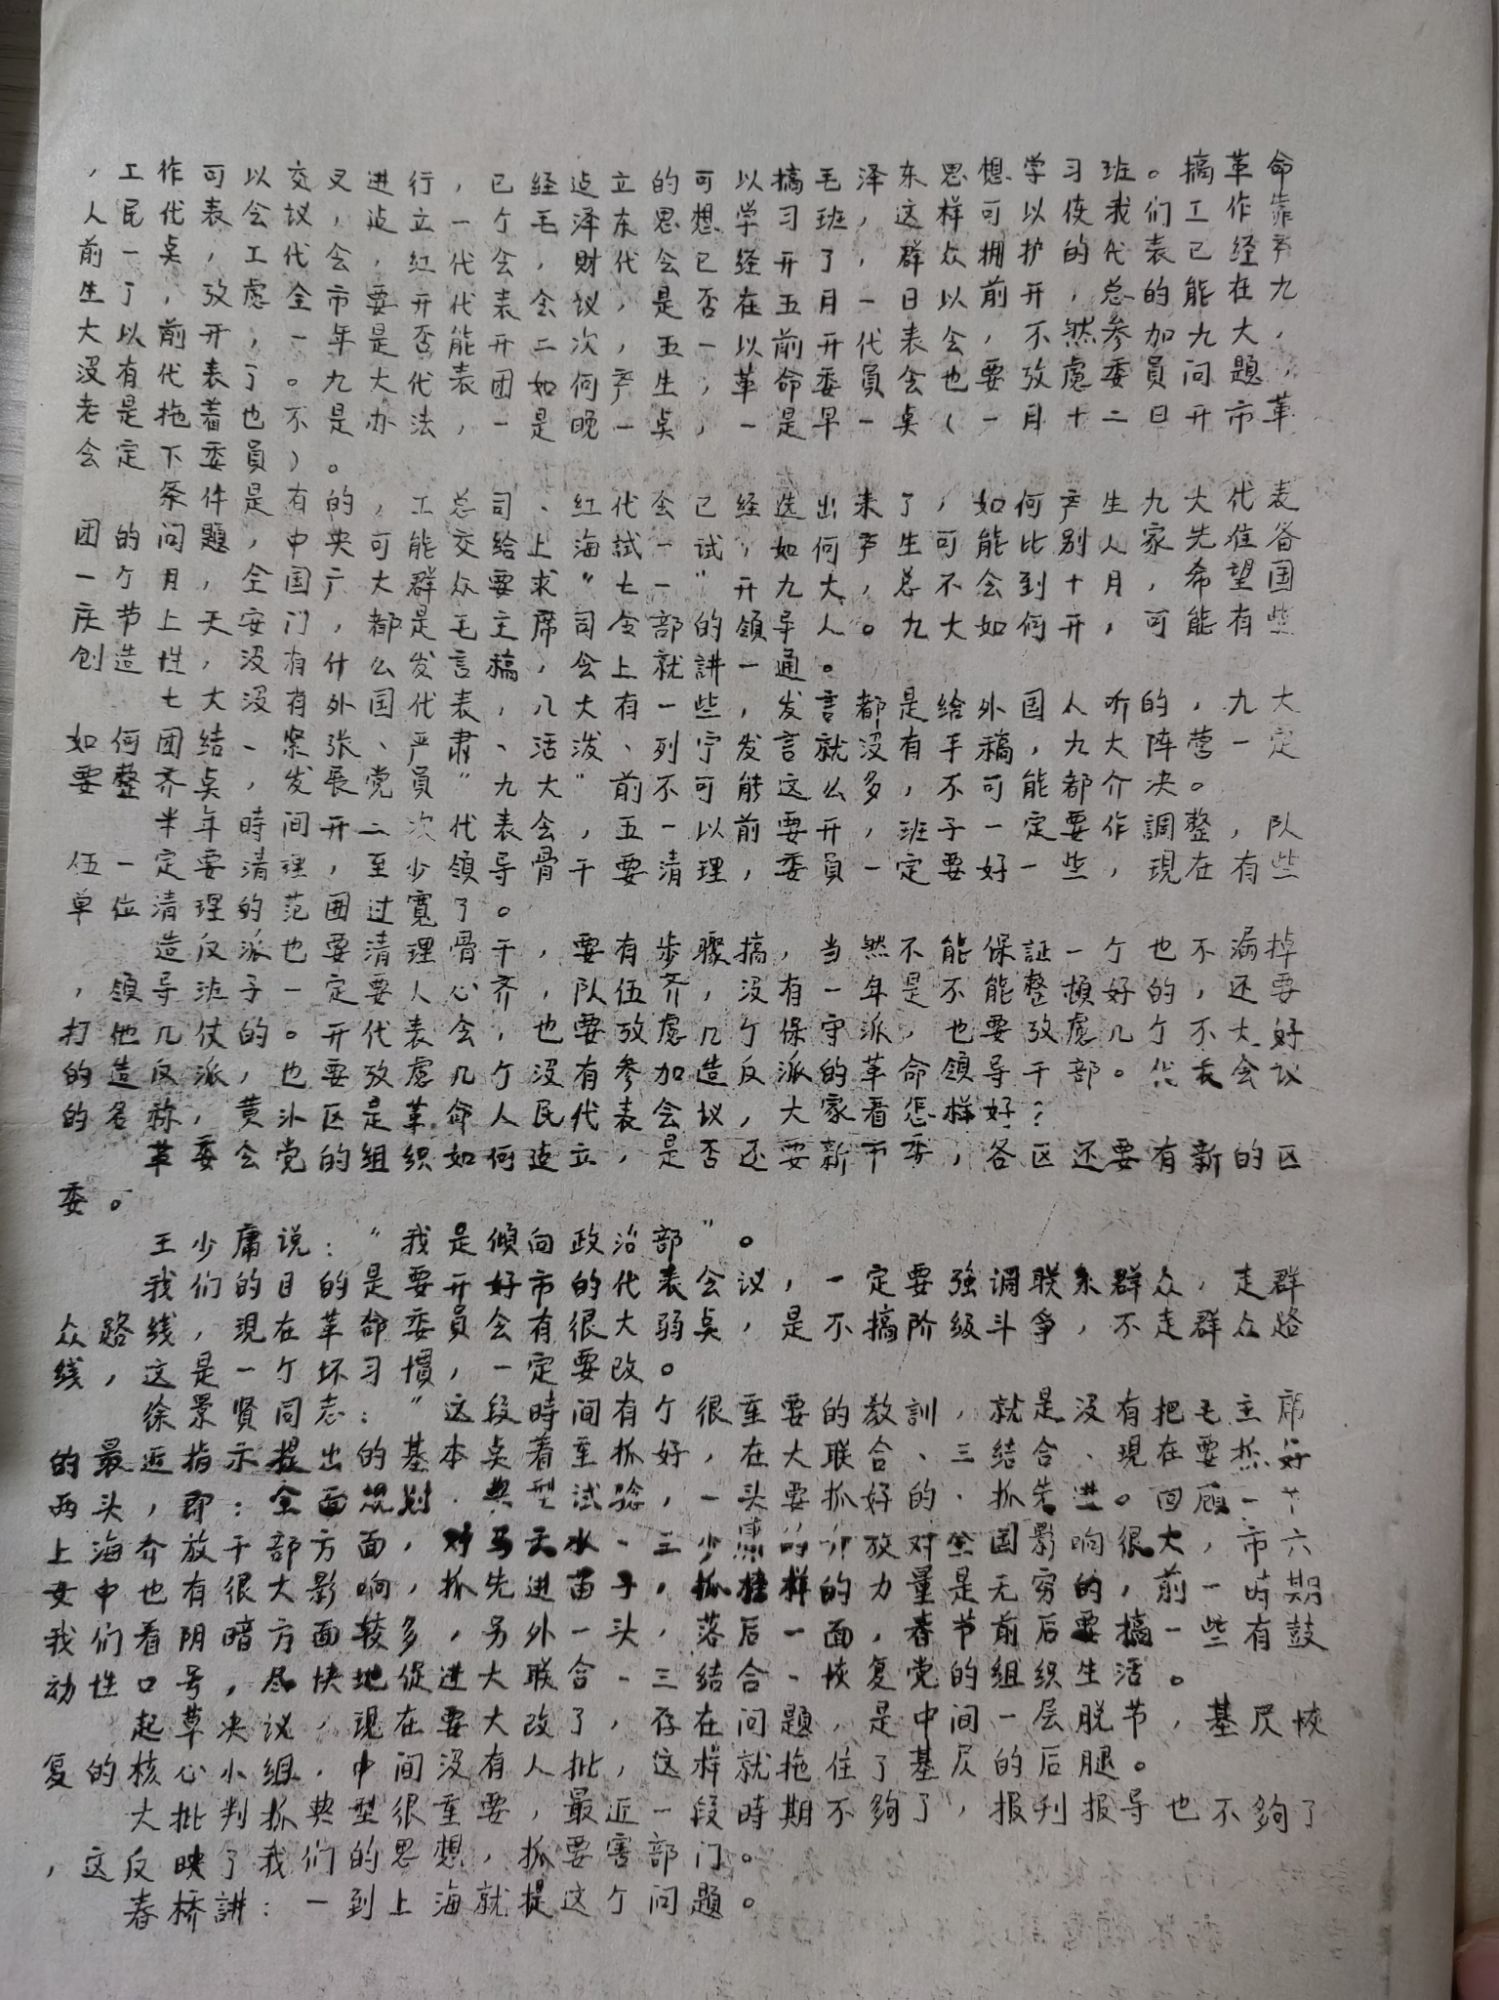 ，工作可以交叉进行，已经造立的可以搞毛泽东思想学习班。搞革命
人民代表会议，造立一个毛泽东思想学习班，这样可以使我们工作靠
前一桌，工代会，红代会，财代会已经开了，群众拥护的代表已经产
生了，攷虑全市要开代表会议，是否在五月一日以前开，总的能在九
大以前开，一年是否能开二次，五一以前开代表会，不然参加九大，
没有代表了。九大代表团如何产生，革命委員会也要攷虑委員问題，
老是拖着也不是办法，一是晚一桌，一是早一桌（一月十二日开市革
会定下委員）。
条件是有的，工总司、红代会已经选出来了，如何产生九大代表
团的问題，中央可能交给上海試一试，如何产生可能比别人家先准备
一个月，全国广大群众要求“七一”开九大，总不会到十月，希望国
庆节上天安门，都是毛主席司令部的領导人。九大如何开，可能有些
创造性，没有什么发言稿，会上就講一通。
七大没有外国代表，八大有一些，发言都是给外国人听的，九大
如何团结、紧张、严肃、活泼、列宁发言就没有手稿，九大阵营一定
要整齐桌，发展党員“九大”前不可能这么多，不可能都介决。
半年時间开二次代表会，五一以前要开，班子一定要作調整，队
伍一定要清理，至少领导骨干要清理，委員一定要好一些，現在有些
单位清理的范围过寬了。
造反派也要清理骨干，要有步驟搞，当然不能保証一个也不漏掉
，領导班子一定要人心齐，队伍齐，没有一年是不能整頓好的，还要
打他几仗的。开代表会，也要攷虑几个保守派，也要攷虑几个不大好
的造反派，也要攷虑几个没有参加造反派的革命領导干部。代表会议
的名称，黄浦区是革命人民代表会议，大家看怎样好？
革委会党的组织如何造立，是否还要新市委，各区还要有新的区
委。
王少庸说：“我是倾向政治部”。
我们的目的是要开好市的代表会议，一定要強调联系群众，走群
众路线，現在革命委員会有很大弱桌，是不搞阶级斗争，不走群众路
线，这是一个坏习惯，一定要改。
徐景贤同志：“这段時间有个很重要的教訓，就是没有把毛主席
的最近指示提出的基本桌着重抓好，在大联合、三结合、現在要抓好
两头，即：全面规划、典型试验，一头要抓好的、抓先进。回顾一下
上海介放干部方面，对马天水、王少庸的介放对全国影响很大，市六
女中也有很大影响，抓先进苗子，抓榜样的力量是无穷的，前一時期
我们看阴暗方面较多，另外一头，落后一面，春节前后要搞一些有鼓
动性口号，尽快地促进大联合、三结合、恢复党的组织生活。
起草决议，现在要大改了，存在问題，是中间一层脱节，基层恢
复的核心小组，中间没有人批，这样就拖住了基层的后腿。
大批判抓典型很重要，最近一段時期不夠了，报刋报导也不夠了
，这反映了我们的思想，抓要害部门。
春桥講：一到上海就提这个问題。